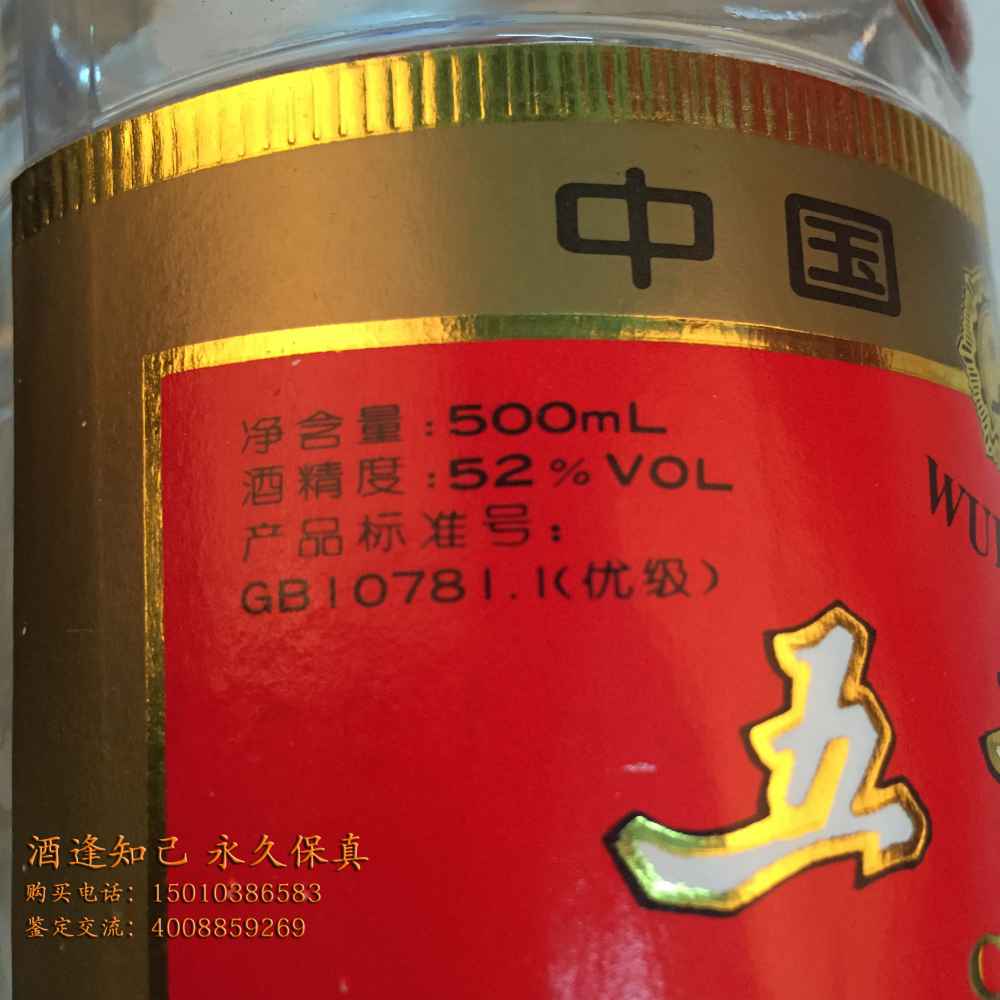 中国
净含量:500mL
酒精度:52%VOL
产品标准号:
GB10781.1(优级)
五
酒逢知己 永久保真
购买电话: 15010386583
鉴定交流: 4008859269